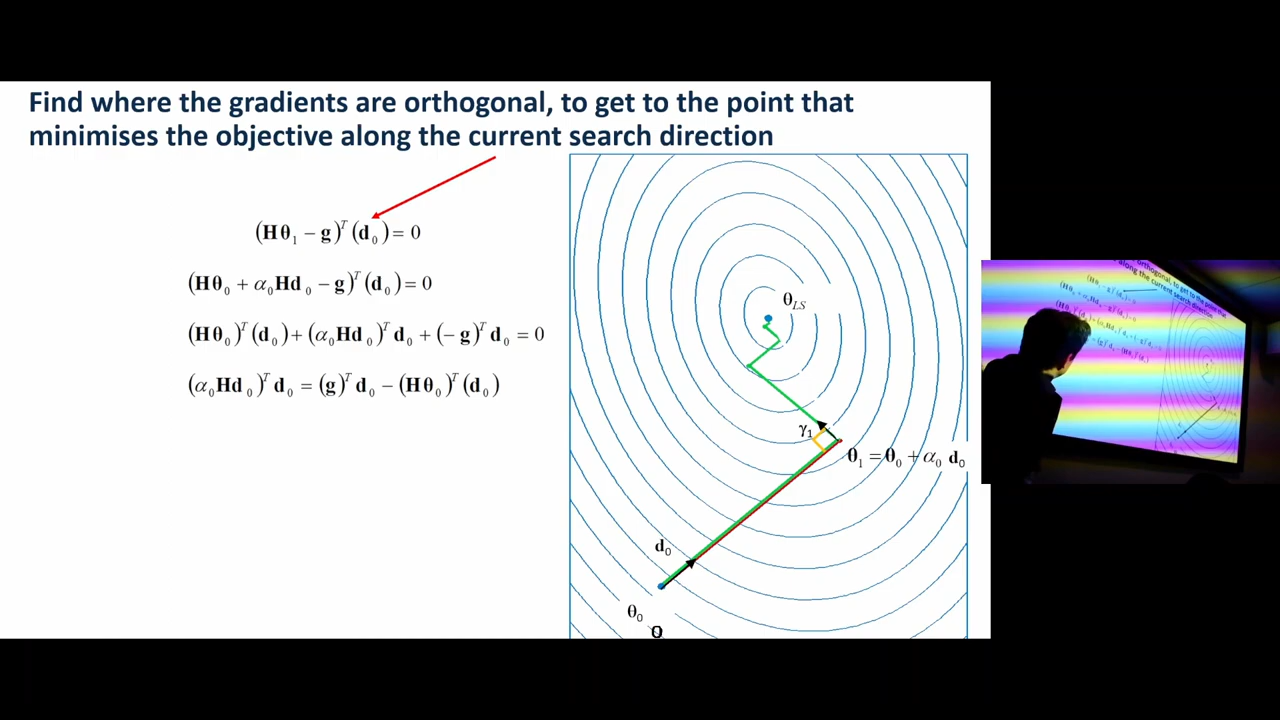 Find where the gradients are orthogonal, to get to the point that
minimises the objective along the current search direction
(Hθ₁ − g)ᵀ(d₀) = 0
(Hθ₀ + α₀Hd₀ − g)ᵀ(d₀) = 0
(Hθ₀)ᵀ(d₀) + (α₀Hd₀)ᵀd₀ + (−g)ᵀd₀ = 0
(α₀Hd₀)ᵀd₀ = (g)ᵀd₀ − (Hθ₀)ᵀ(d₀)
θ_LS
γ₁
θ₁ = θ₀ + α₀ d₀
d₀
θ₀